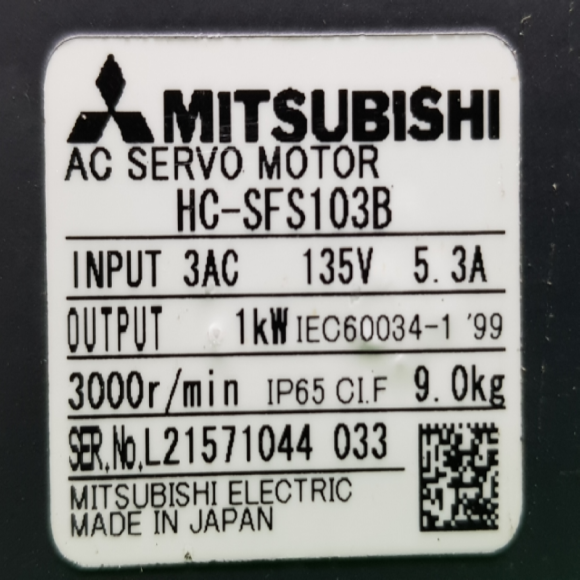 MITSUBISHI
AC SERVO MOTOR
HC-SFS103B
INPUT 3AC 135V 5.3A
OUTPUT 1kW IEC60034-1 '99
3000r/min IP65 CI.F 9.0kg
SER.No.L21571044 033
MITSUBISHI ELECTRIC
MADE IN JAPAN